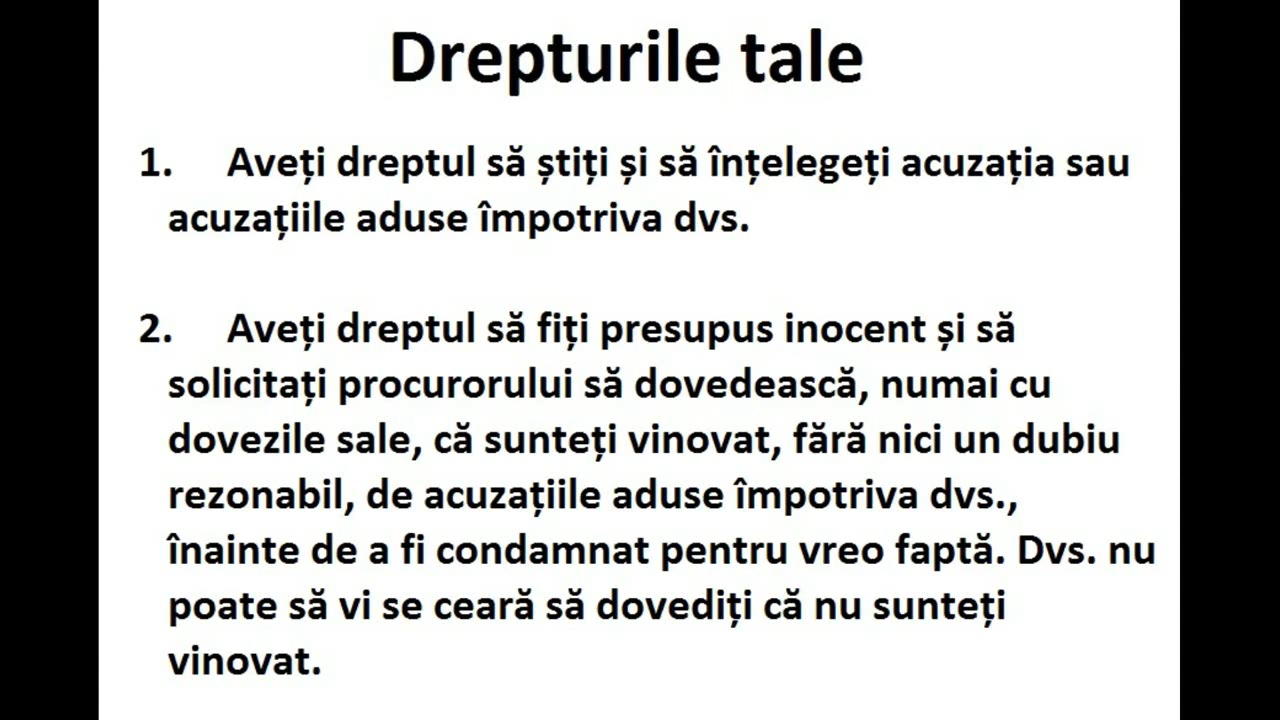 Drepturile tale
1. Aveți dreptul să știți și să înțelegeți acuzația sau
acuzațiile aduse împotriva dvs.
2. Aveți dreptul să fiți presupus inocent și să
solicitați procurorului să dovedească, numai cu
dovezile sale, că sunteți vinovat, fără nici un dubiu
rezonabil, de acuzațiile aduse împotriva dvs.,
înainte de a fi condamnat pentru vreo faptă. Dvs. nu
poate să vi se ceară să dovediți că nu sunteți
vinovat.